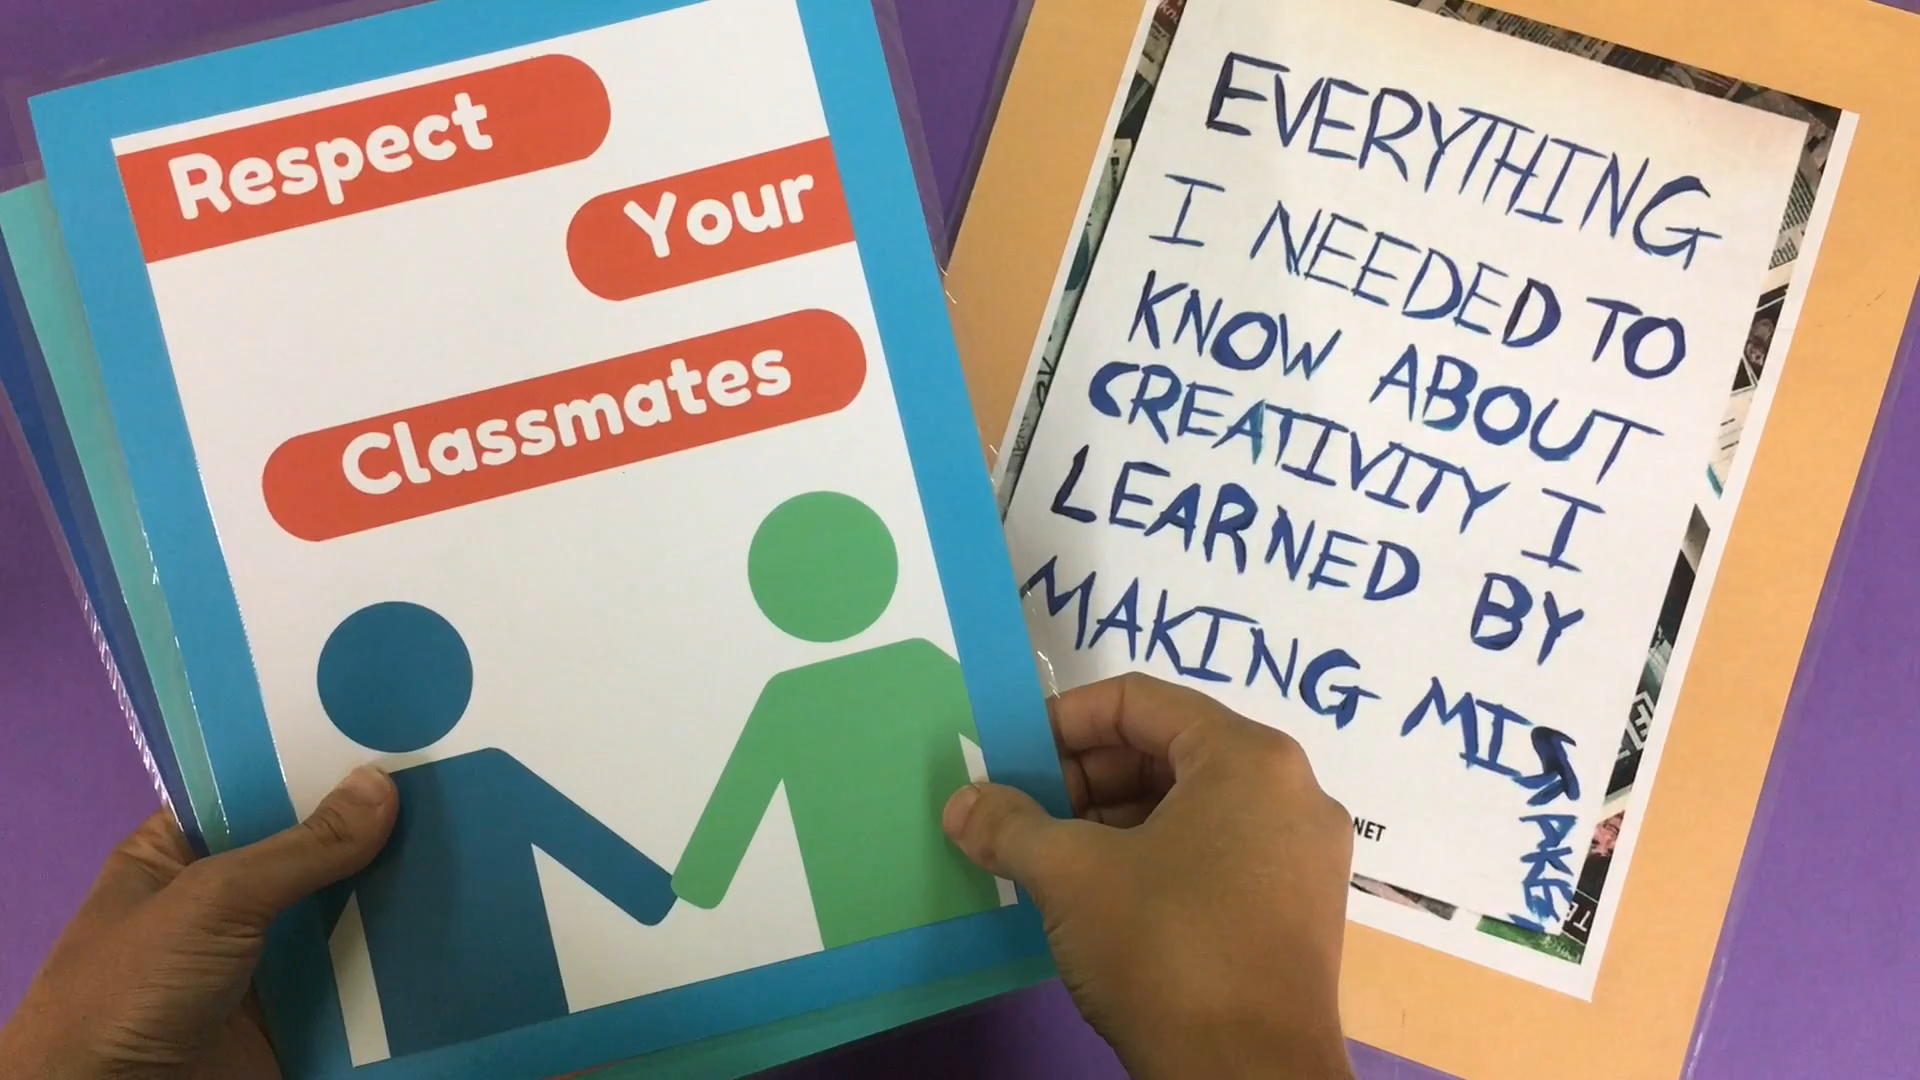 Respect
Your
Classmates
EVERYTHING
I NEEDED TO
KNOW ABOUT
CREATIVITY I
LEARNED BY
MAKING MISTAKES
NET